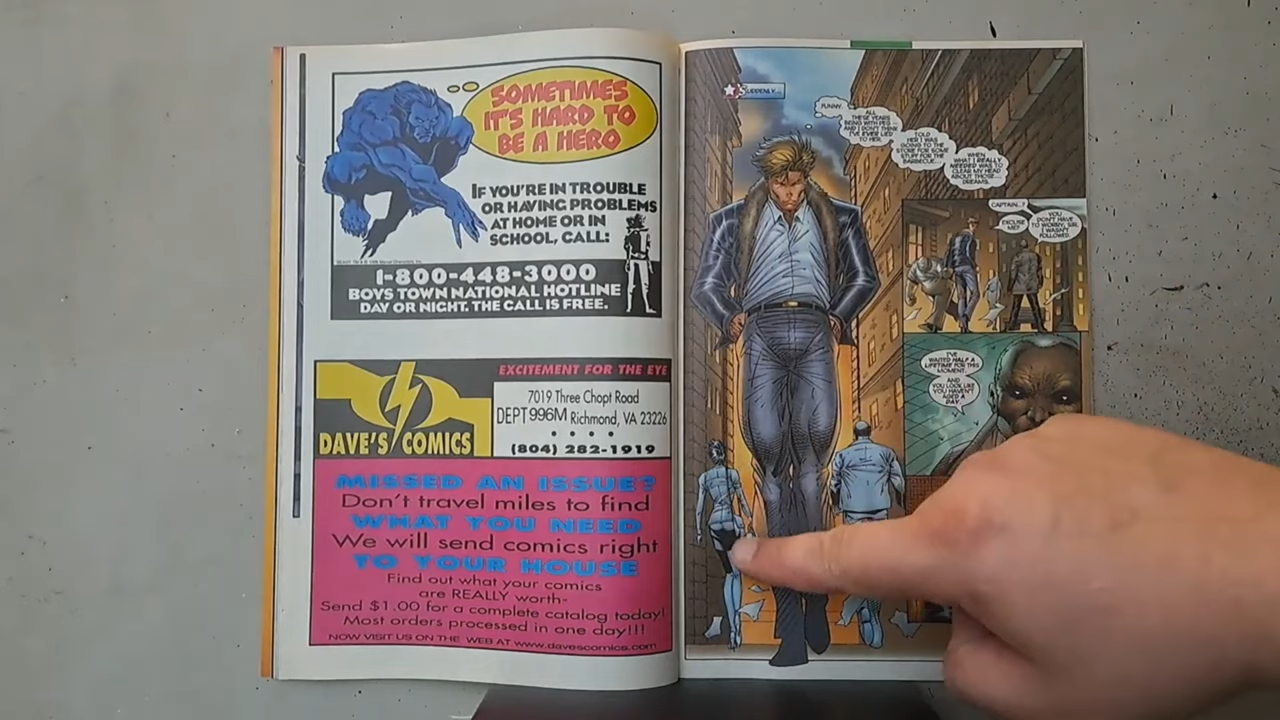 SOMETIMES
IT'S HARD TO
BE A HERO
IF YOU'RE IN TROUBLE
OR HAVING PROBLEMS
AT HOME OR IN
SCHOOL, CALL:
1-800-448-3000
BOYS TOWN NATIONAL HOTLINE
DAY OR NIGHT. THE CALL IS FREE.
EXCITEMENT FOR THE EYE
DAVE'S COMICS
7019 Three Chopt Road
DEPT 996M Richmond, VA 23226
(804) 282-1919
MISSED AN ISSUE?
Don't travel miles to find
WHAT YOU NEED
We will send comics right
TO YOUR HOUSE
Find out what your comics
are REALLY worth-
Send $1.00 for a complete catalog today!
Most orders processed in one day!!!
NOW VISIT US ON THE WEB AT www.davescomics.com
SUDDENLY...
FUNNY.
ALL
THESE YEARS
BEING WITH PEG...
AND I DON'T THINK
I'VE EVER LIED
TO HER.
TOLD
HER I WAS
GOING TO THE
STORE FOR SOME
STUFF FOR THE
BARBECUE...
WHEN
WHAT I REALLY
NEEDED WAS TO
CLEAR MY HEAD
ABOUT THOSE...
DREAMS.
CAPTAIN...?
EXCUSE
ME?
YOU
DON'T HAVE
TO WORRY, SIR.
I WASN'T
FOLLOWED.
I'VE
WAITED HALF A
LIFETIME FOR THIS
MOMENT.
AND
YOU LOOK LIKE
YOU HAVEN'T
AGED A
DAY.